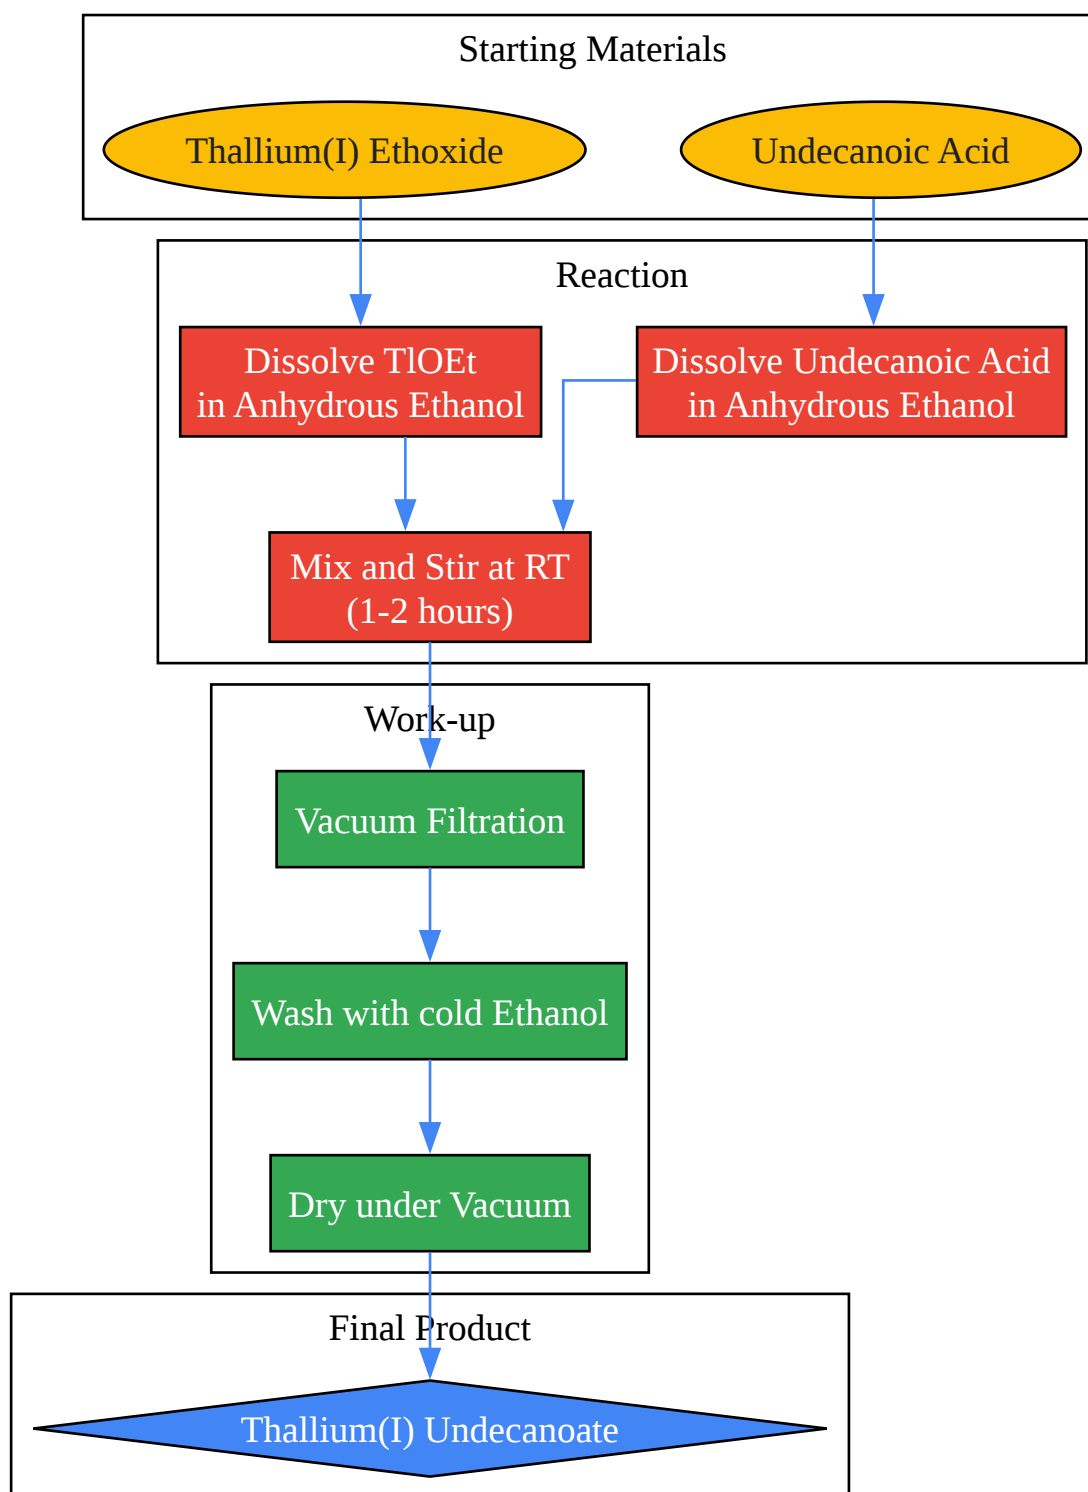 Starting Materials
Thallium(I) Ethoxide
Undecanoic Acid
Reaction
Dissolve TlOEt
in Anhydrous Ethanol
Dissolve Undecanoic Acid
in Anhydrous Ethanol
Mix and Stir at RT
(1-2 hours)
Work-up
Vacuum Filtration
Wash with cold Ethanol
Dry under Vacuum
Final Product
Thallium(I) Undecanoate